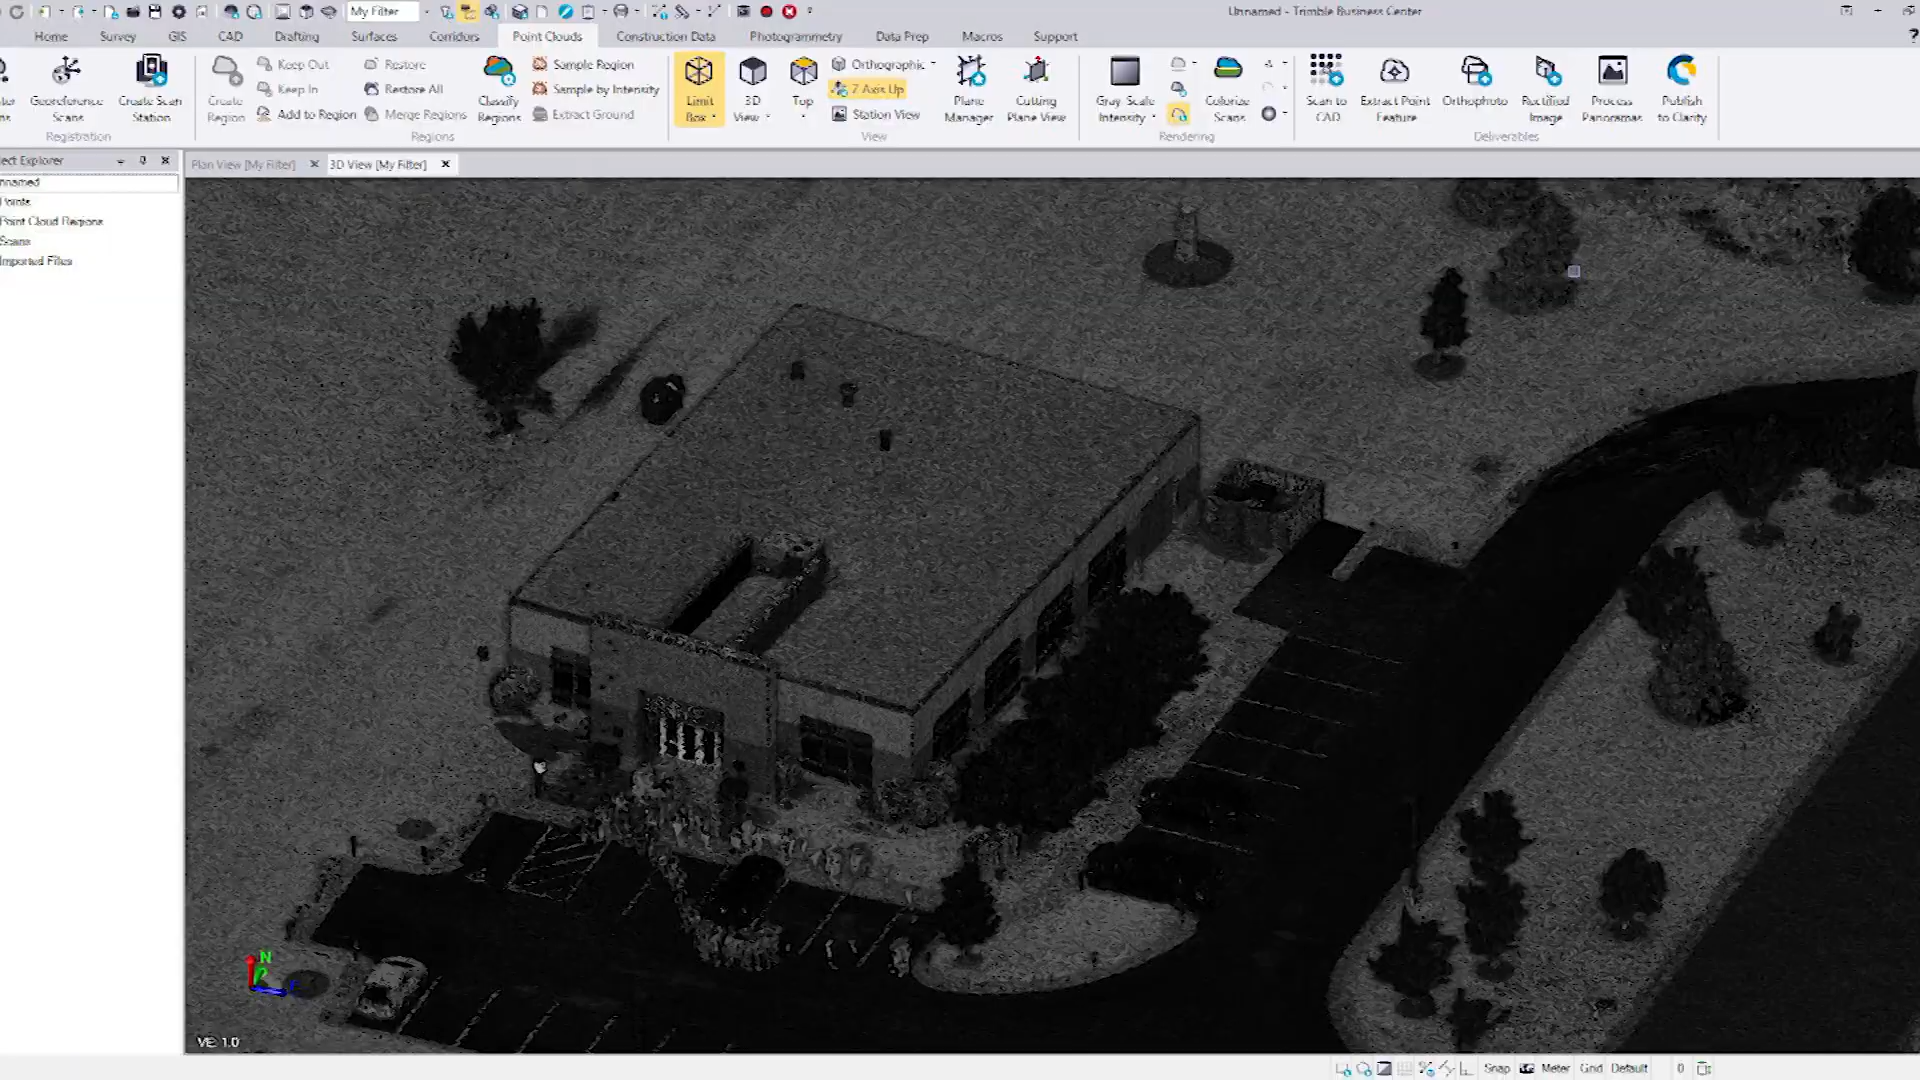 My Filter
Unnamed - Trimble Business Center
Home Survey GIS CAD Drafting Surfaces Corridors Point Clouds Construction Data Photogrammetry Data Prep Macros Support
Georeference Scans
Create Scan Station
Registration
Create Region
Keep Out
Keep In
Add to Region
Restore
Restore All
Merge Regions
Classify Regions
Sample Region
Sample by Intensity
Extract Ground
Regions
Limit Box
3D View
Top
Orthographic
Z Axis Up
Station View
Plane Manager
Cutting Plane View
View
Gray Scale Intensity
Colorize Scans
Rendering
Scan to CAD
Extract Point Feature
Orthophoto
Rectified Image
Process Panoramas
Publish to Clarity
Deliverables
ect Explorer
Plan View [My Filter]
3D View [My Filter]
nnamed
Points
Point Cloud Regions
Scans
Imported Files
N
E
VE: 1.0
Snap Meter Grid Default 0